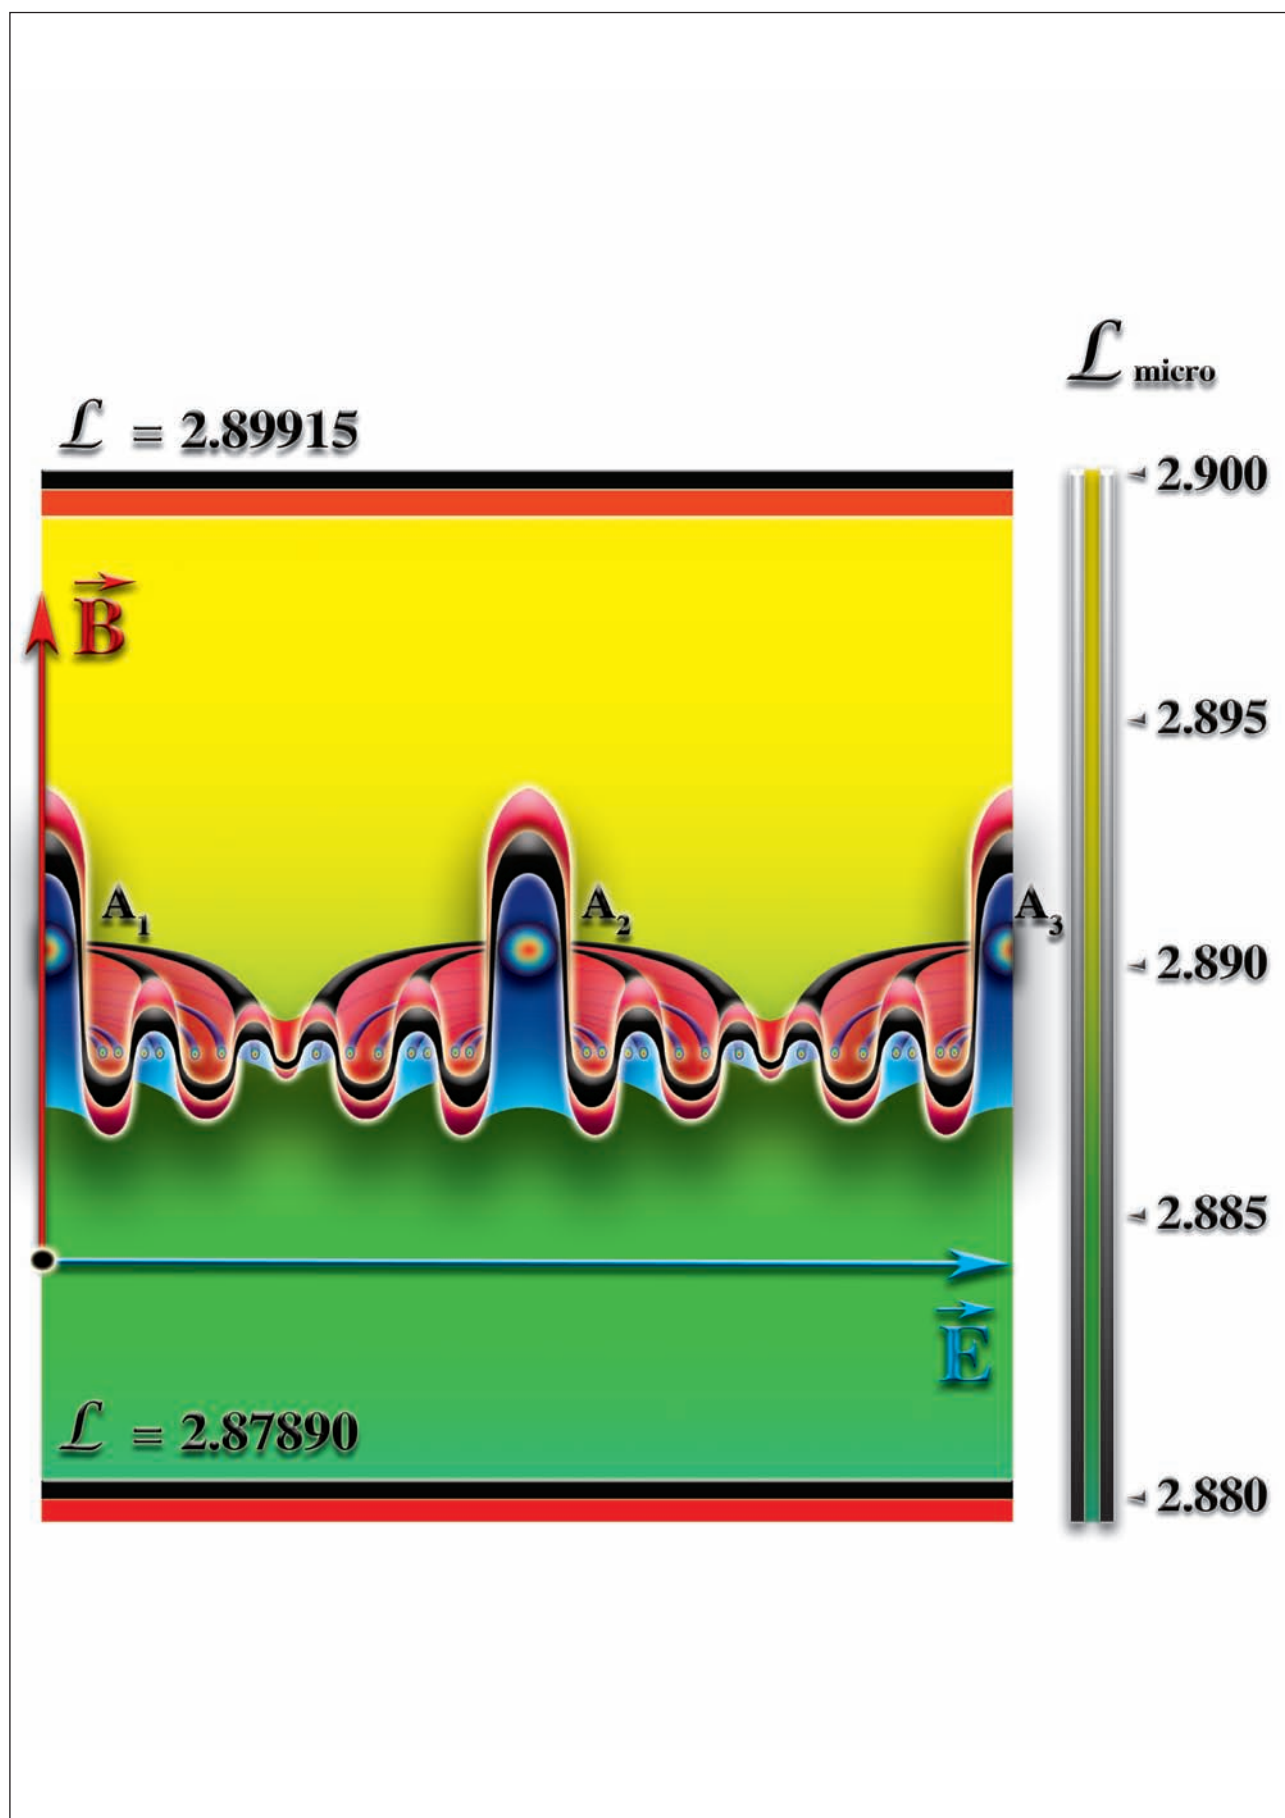 ℒ micro
ℒ = 2.89915
2.900
B
2.895
A₁ A₂ A₃
2.890
2.885
E
ℒ = 2.87890
2.880